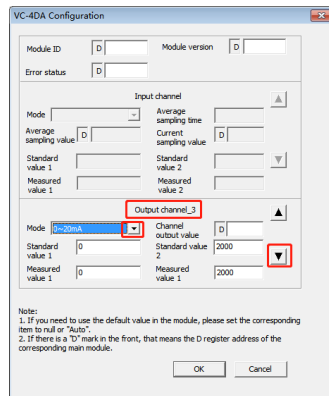 VC-4DA Configuration
Module ID D Module version D
Error status D
Input channel
Mode Average sampling time
Average sampling value D Current sampling value D
Standard value 1 Standard value 2
Measured value 1 Measured value 2
Output channel_3
Mode 0~20mA Channel output value D
Standard value 1 0 Standard value 2 2000
Measured value 1 0 Measured value 1 2000
Note:
1. If you need to use the default value in the module, please set the corresponding
item to null or "Auto".
2. If there is a "D" mark in the front, that means the D register address of the
corresponding main module.
OK Cancel